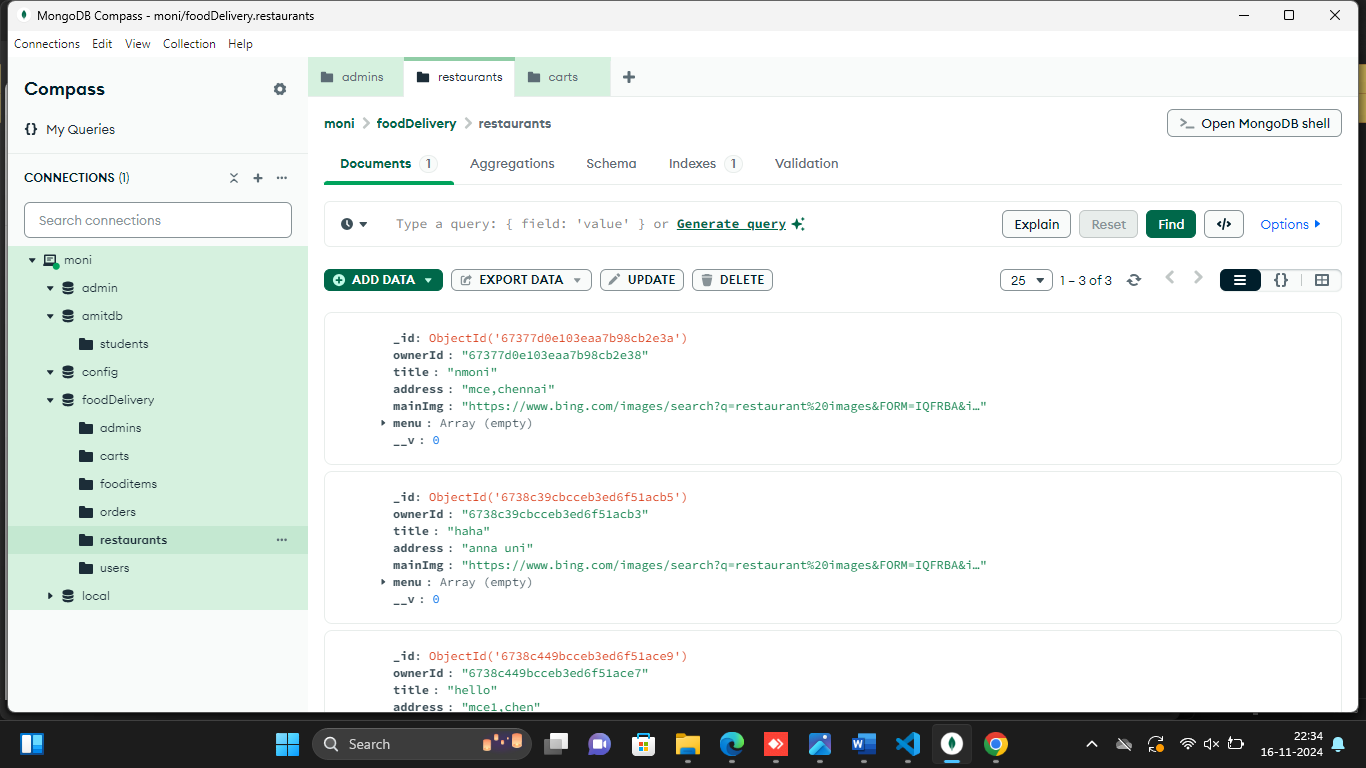 MongoDB Compass - moni/foodDelivery.restaurants
Connections Edit View Collection Help
Compass
{} My Queries
CONNECTIONS (1)
Search connections
moni
admin
amitdb
students
config
foodDelivery
admins
carts
fooditems
orders
restaurants
users
local
admins restaurants carts
moni > foodDelivery > restaurants
>_ Open MongoDB shell
Documents 1 Aggregations Schema Indexes 1 Validation
Type a query: { field: 'value' } or Generate query
Explain Reset Find </> Options
ADD DATA EXPORT DATA UPDATE DELETE
25 1 – 3 of 3 {}
_id: ObjectId('67377d0e103eaa7b98cb2e3a')
ownerId : "67377d0e103eaa7b98cb2e38"
title : "nmoni"
address : "mce,chennai"
mainImg : "https://www.bing.com/images/search?q=restaurant%20images&FORM=IQFRBA&i…"
menu : Array (empty)
__v : 0
_id: ObjectId('6738c39cbcceb3ed6f51acb5')
ownerId : "6738c39cbcceb3ed6f51acb3"
title : "haha"
address : "anna uni"
mainImg : "https://www.bing.com/images/search?q=restaurant%20images&FORM=IQFRBA&i…"
menu : Array (empty)
__v : 0
_id: ObjectId('6738c449bcceb3ed6f51ace9')
ownerId : "6738c449bcceb3ed6f51ace7"
title : "hello"
address : "mce1,chen"
Search
22:34
16-11-2024